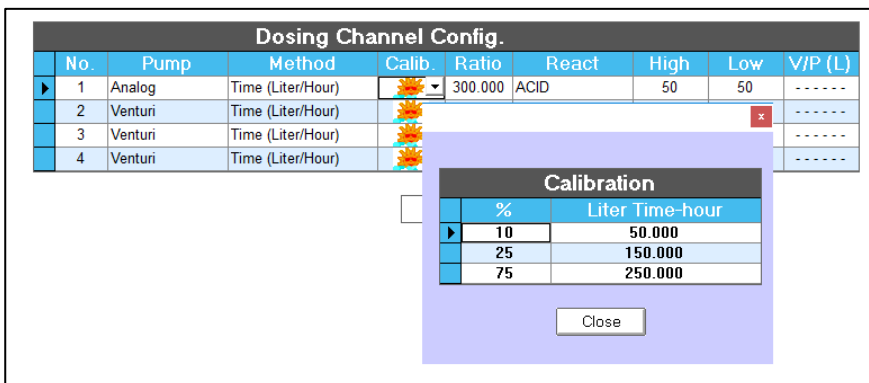 Dosing Channel Config.
No. Pump Method Calib. Ratio React High Low V/P (L)
1 Analog Time (Liter/Hour) 300.000 ACID 50 50 ------
2 Venturi Time (Liter/Hour) ------
3 Venturi Time (Liter/Hour) ------
4 Venturi Time (Liter/Hour) ------
x
Calibration
% Liter Time-hour
10 50.000
25 150.000
75 250.000
Close